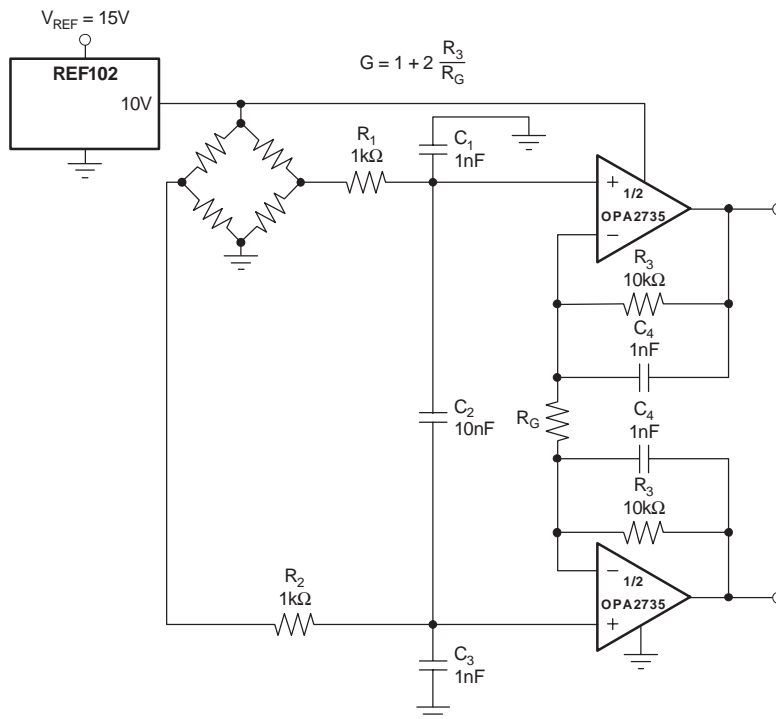 VREF = 15V
REF102
10V
G = 1 + 2 R3/RG
R1
1kΩ
C1
1nF
+
1/2
OPA2735
−
R3
10kΩ
C4
1nF
C2
10nF
RG
C4
1nF
R3
10kΩ
R2
1kΩ
−
1/2
OPA2735
+
C3
1nF